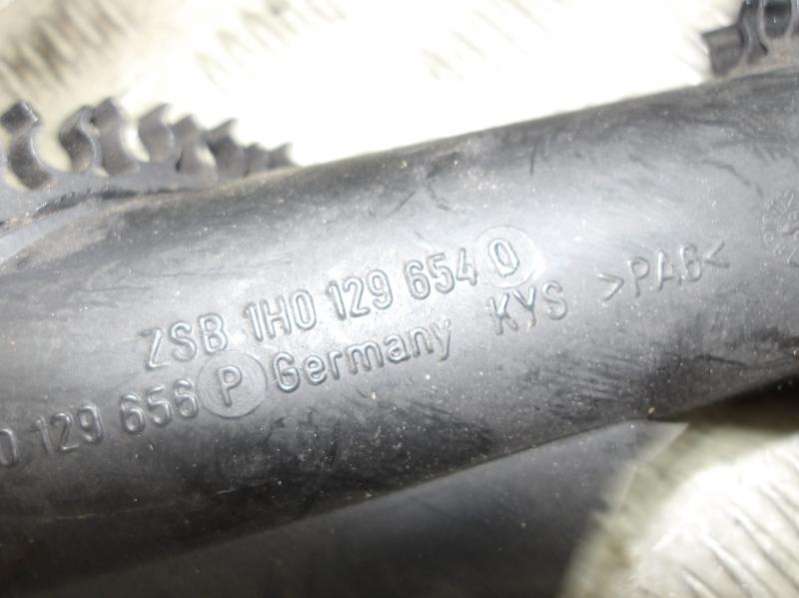 ZSB 1H0 129 654 Q
0 129 656 P Germany KYS >PA6<